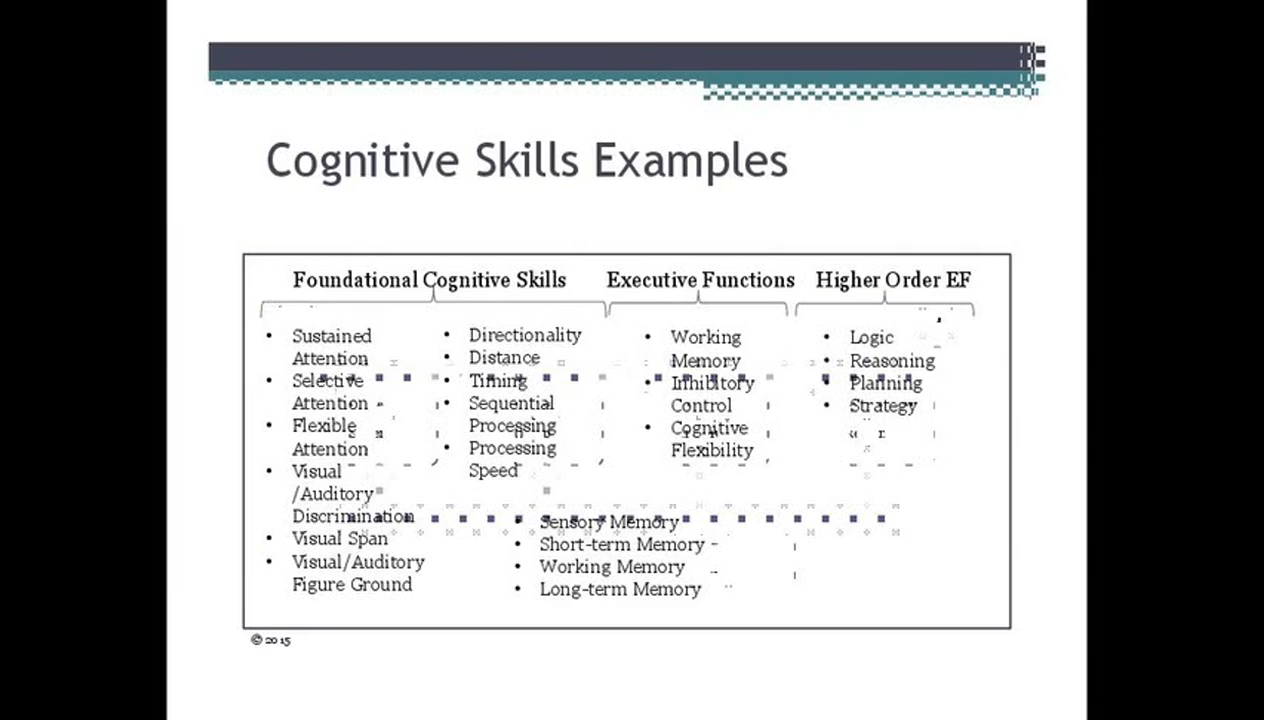 Cognitive Skills Examples
Foundational Cognitive Skills
• Sustained
Attention
• Selective
Attention
• Flexible
Attention
• Visual
/Auditory
Discrimination
• Visual Span
• Visual/Auditory
Figure Ground
• Directionality
• Distance
• Timing
• Sequential
Processing
• Processing
Speed
Executive Functions
• Working
Memory
• Inhibitory
Control
• Cognitive
Flexibility
Higher Order EF
• Logic
• Reasoning
• Planning
• Strategy
• Sensory Memory
• Short-term Memory
• Working Memory
• Long-term Memory
© 2015